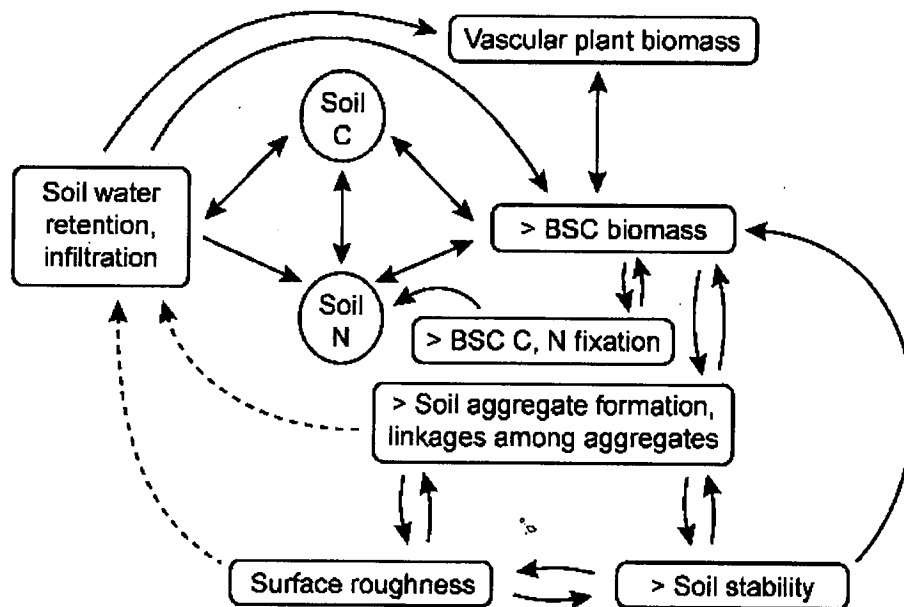 Vascular plant biomass
Soil
C
Soil water
retention,
infiltration
> BSC biomass
Soil
N
> BSC C, N fixation
> Soil aggregate formation,
linkages among aggregates
Surface roughness
> Soil stability